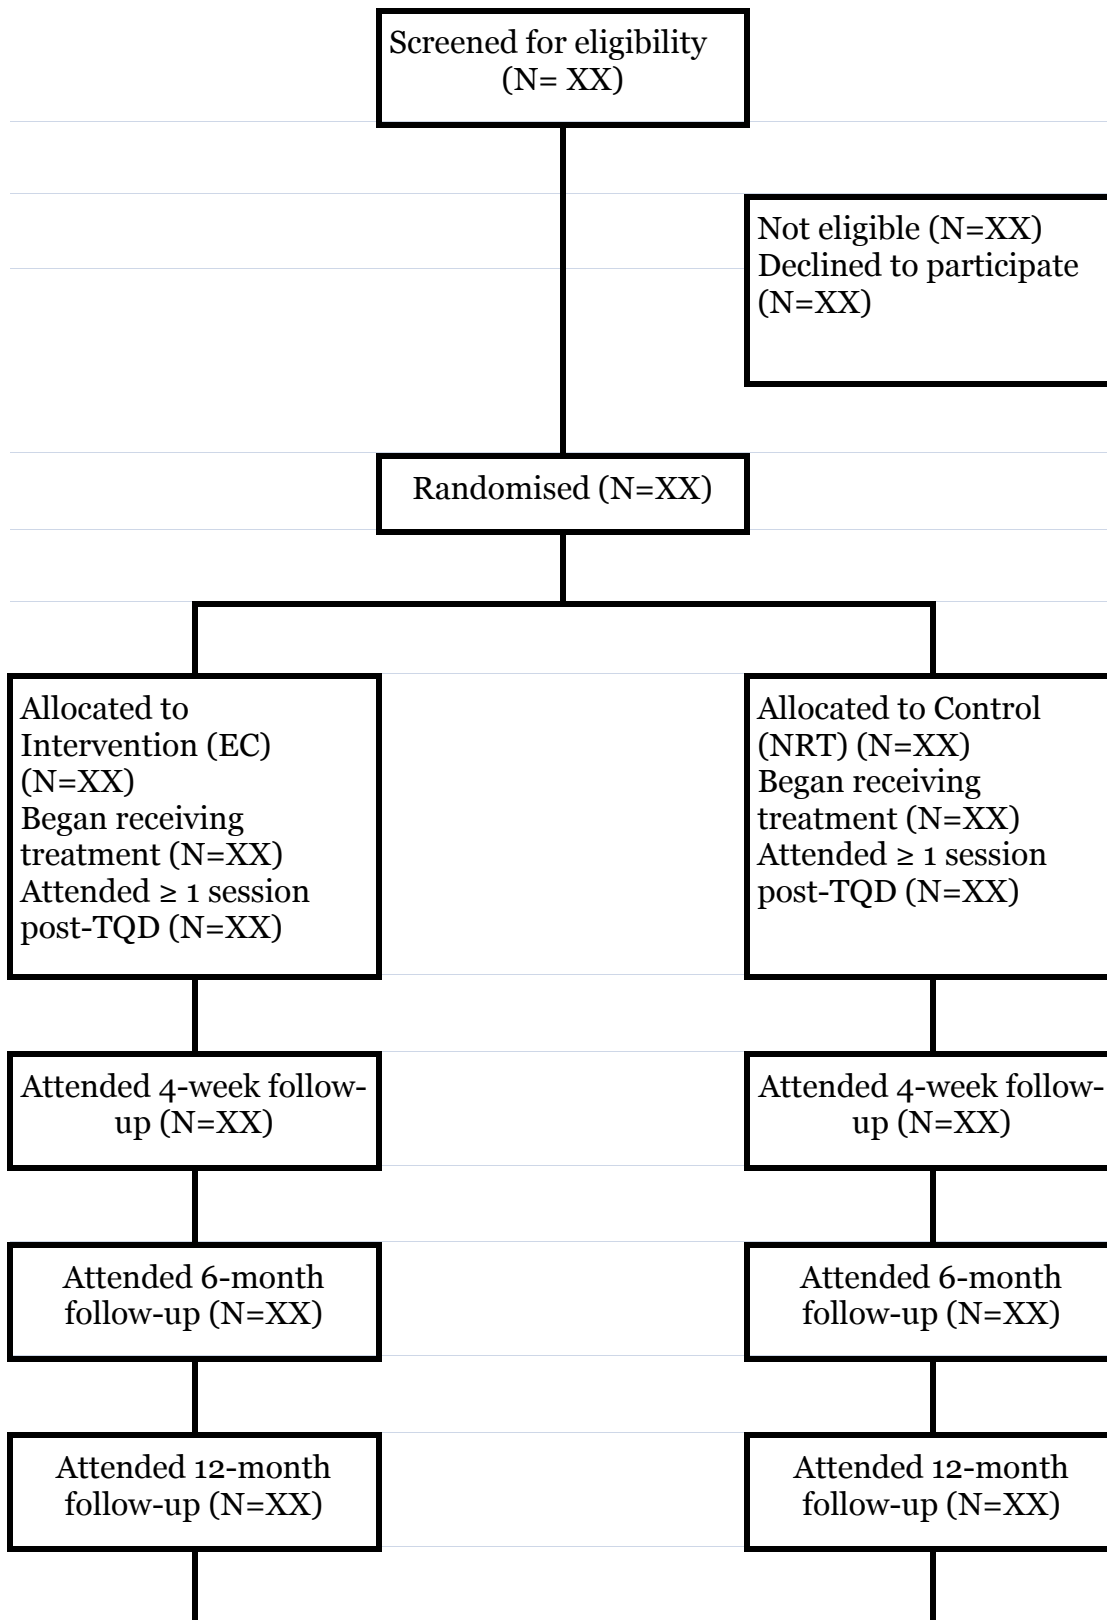 Screened for eligibility
(N= XX)
Not eligible (N=XX)
Declined to participate
(N=XX)
Randomised (N=XX)
Allocated to
Intervention (EC)
(N=XX)
Began receiving
treatment (N=XX)
Attended ≥ 1 session
post-TQD (N=XX)
Allocated to Control
(NRT) (N=XX)
Began receiving
treatment (N=XX)
Attended ≥ 1 session
post-TQD (N=XX)
Attended 4-week follow-
up (N=XX)
Attended 4-week follow-
up (N=XX)
Attended 6-month
follow-up (N=XX)
Attended 6-month
follow-up (N=XX)
Attended 12-month
follow-up (N=XX)
Attended 12-month
follow-up (N=XX)